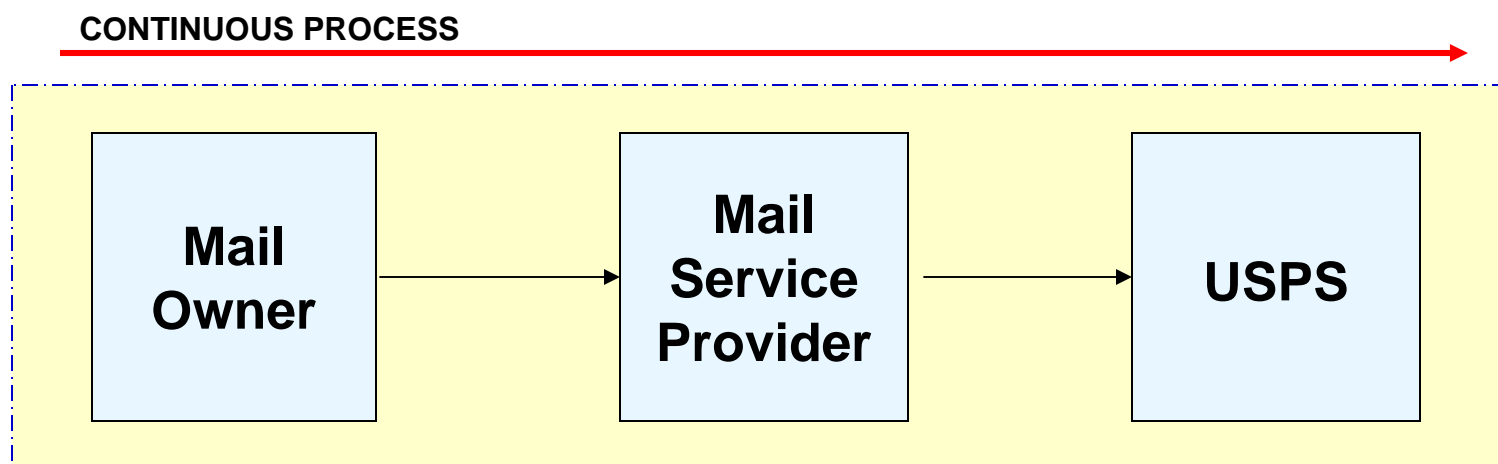 CONTINUOUS PROCESS
Mail
Owner
Mail
Service
Provider
USPS